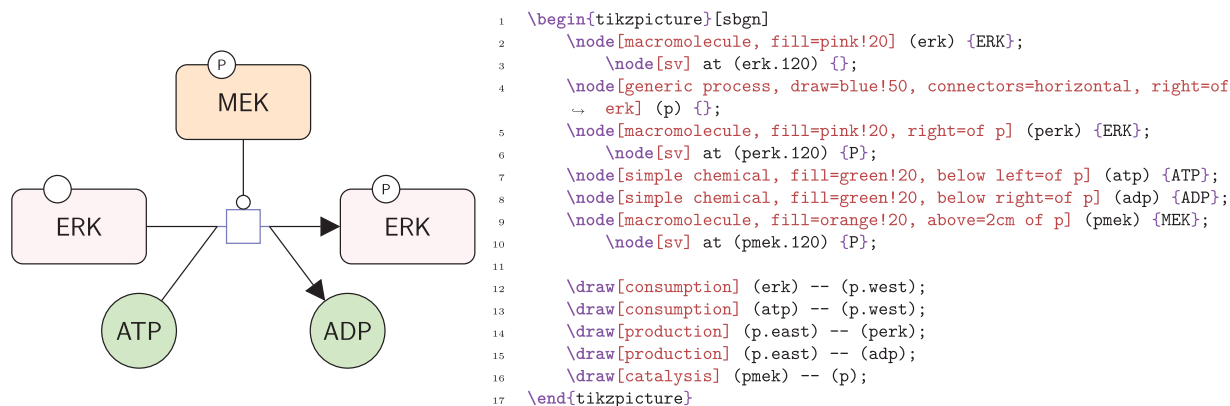 P
MEK
ERK
P
ERK
ATP
ADP
1 \begin{tikzpicture}[sbgn]
2 \node[macromolecule, fill=pink!20] (erk) {ERK};
3 \node[sv] at (erk.120) {};
4 \node[generic process, draw=blue!50, connectors=horizontal, right=of
↪ erk] (p) {};
5 \node[macromolecule, fill=pink!20, right=of p] (perk) {ERK};
6 \node[sv] at (perk.120) {P};
7 \node[simple chemical, fill=green!20, below left=of p] (atp) {ATP};
8 \node[simple chemical, fill=green!20, below right=of p] (adp) {ADP};
9 \node[macromolecule, fill=orange!20, above=2cm of p] (pmek) {MEK};
10 \node[sv] at (pmek.120) {P};
11
12 \draw[consumption] (erk) -- (p.west);
13 \draw[consumption] (atp) -- (p.west);
14 \draw[production] (p.east) -- (perk);
15 \draw[production] (p.east) -- (adp);
16 \draw[catalysis] (pmek) -- (p);
17 \end{tikzpicture}